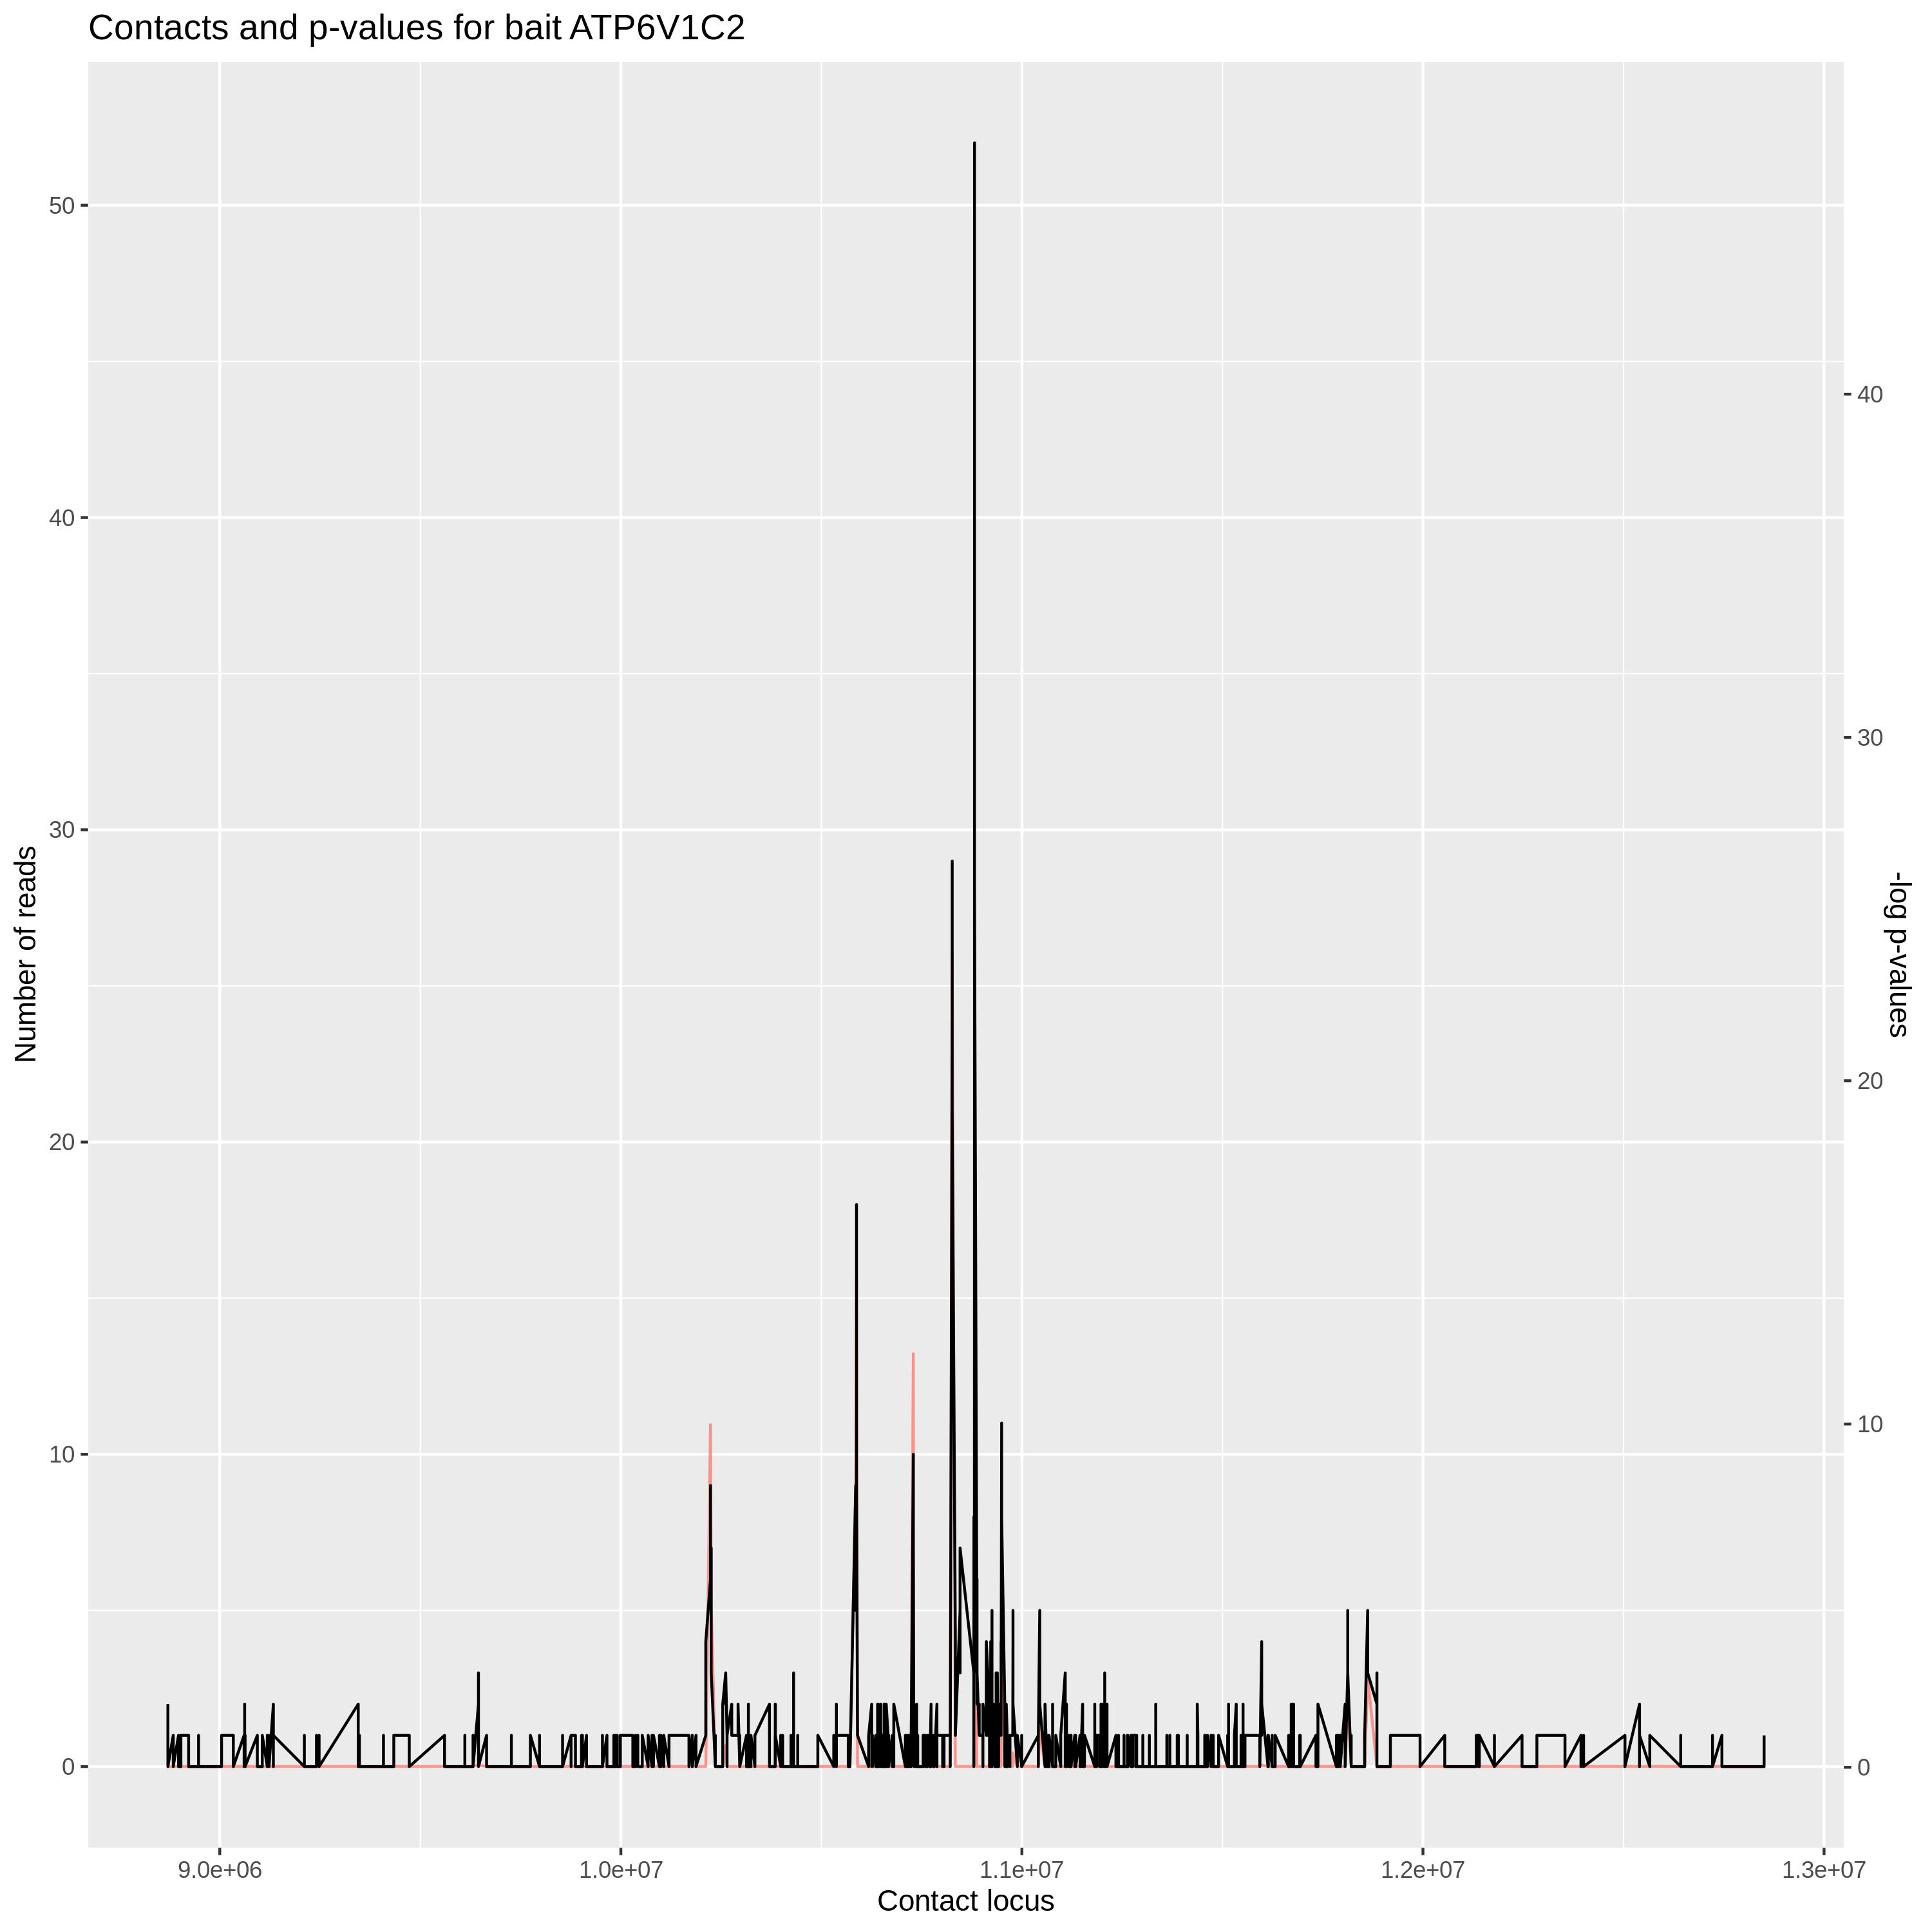 Contacts and p-values for bait ATP6V1C2
50
40
30
20
10
0
Number of reads
40
30
20
10
0
-log p-values
9.0e+06
1.0e+07
1.1e+07
1.2e+07
1.3e+07
Contact locus